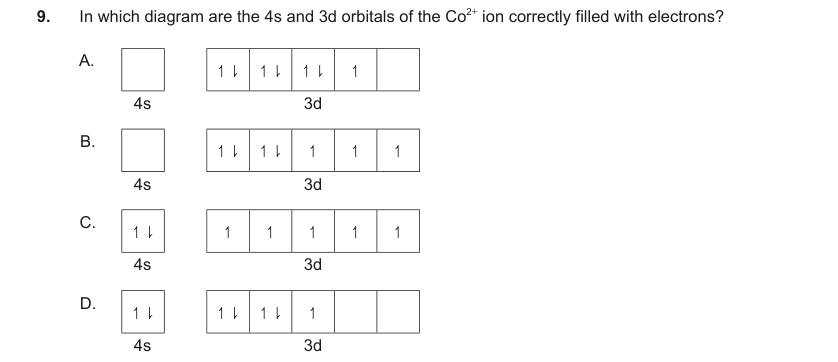 9. In which diagram are the 4s and 3d orbitals of the Co²⁺ ion correctly filled with electrons?
A. 1 ⇂ 1 ⇂ 1 ⇂ 1
4s 3d
B. 1 ⇂ 1 ⇂ 1 1 1
4s 3d
C. 1 ⇂ 1 1 1 1 1
4s 3d
D. 1 ⇂ 1 ⇂ 1 ⇂ 1
4s 3d